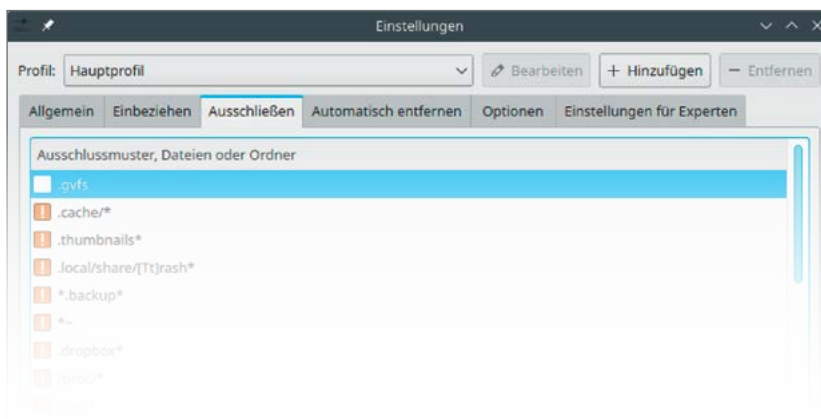 Einstellungen
Profil: Hauptprofil Bearbeiten + Hinzufügen − Entfernen
Allgemein Einbeziehen Ausschließen Automatisch entfernen Optionen Einstellungen für Experten
Ausschlussmuster, Dateien oder Ordner
.gvfs
.cache/*
.thumbnails*
.local/share/[Tt]rash*
*.backup*
*~
.dropbox*
/proc/*